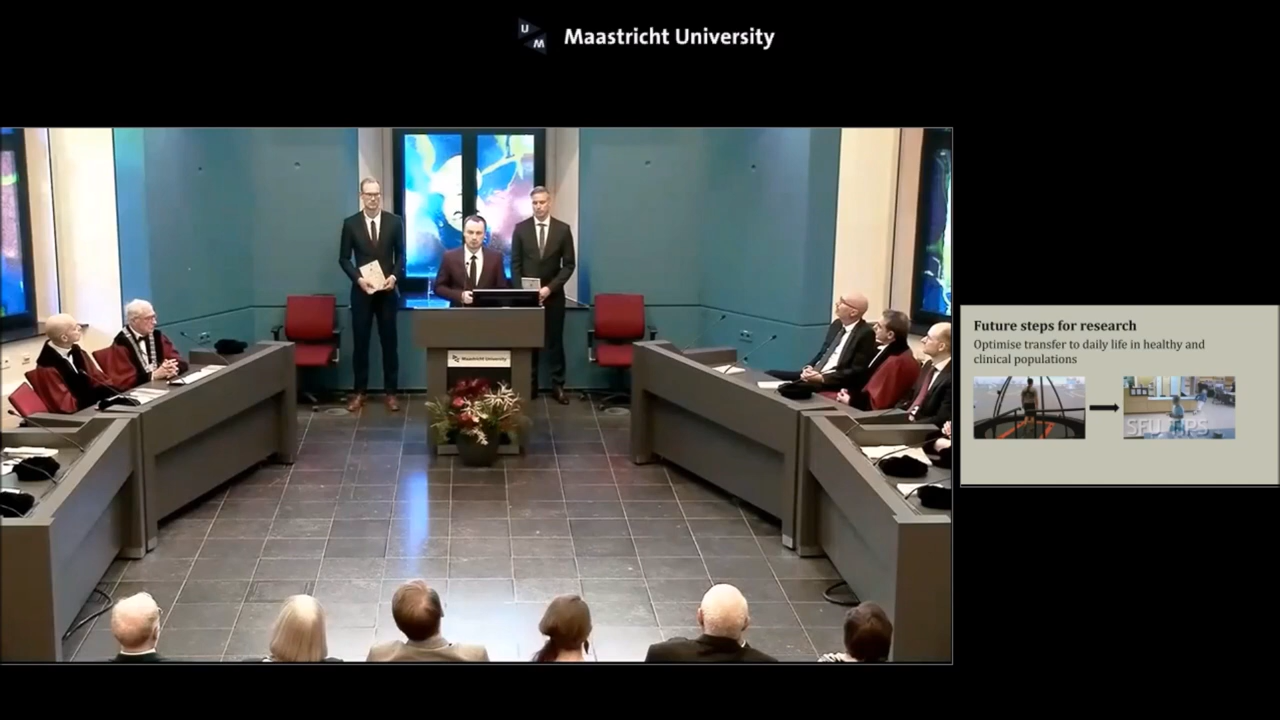 U
M
Maastricht University
Maastricht University
Future steps for research
Optimise transfer to daily life in healthy and
clinical populations